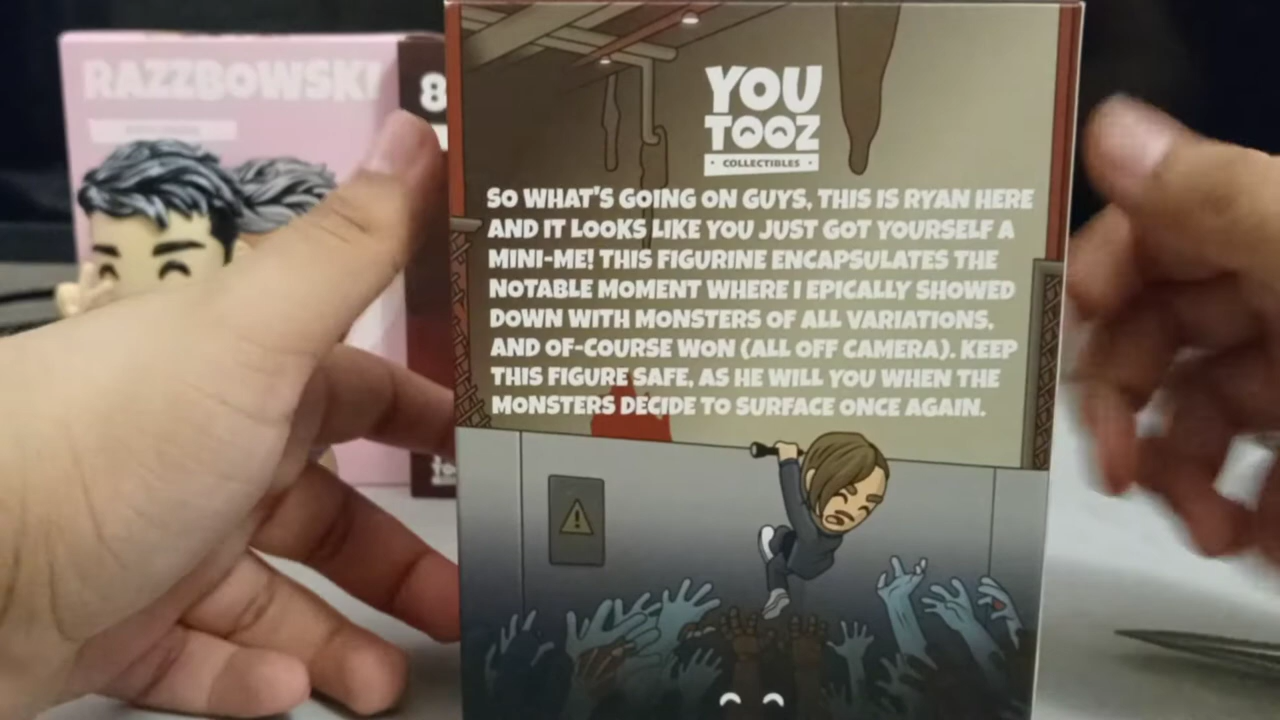 RAZZBOWSKI
8
YOU
TOOZ
• COLLECTIBLES •
SO WHAT'S GOING ON GUYS, THIS IS RYAN HERE
AND IT LOOKS LIKE YOU JUST GOT YOURSELF A
MINI-ME! THIS FIGURINE ENCAPSULATES THE
NOTABLE MOMENT WHERE I EPICALLY SHOWED
DOWN WITH MONSTERS OF ALL VARIATIONS,
AND OF-COURSE WON (ALL OFF CAMERA). KEEP
THIS FIGURE SAFE, AS HE WILL YOU WHEN THE
MONSTERS DECIDE TO SURFACE ONCE AGAIN.